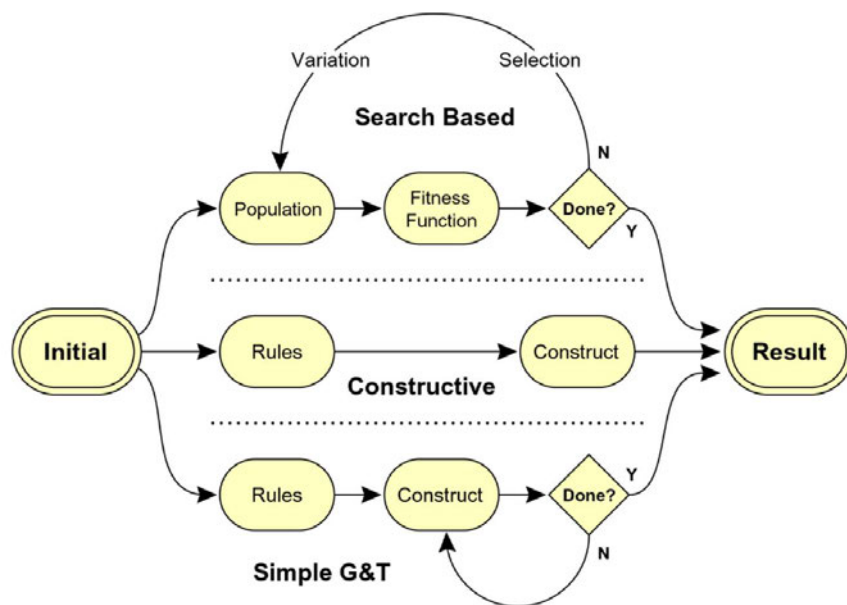 Variation
Selection
Search Based
N
Population
Fitness
Function
Done?
Y
Initial
Rules
Construct
Result
Constructive
Rules
Construct
Done?
Y
N
Simple G&T